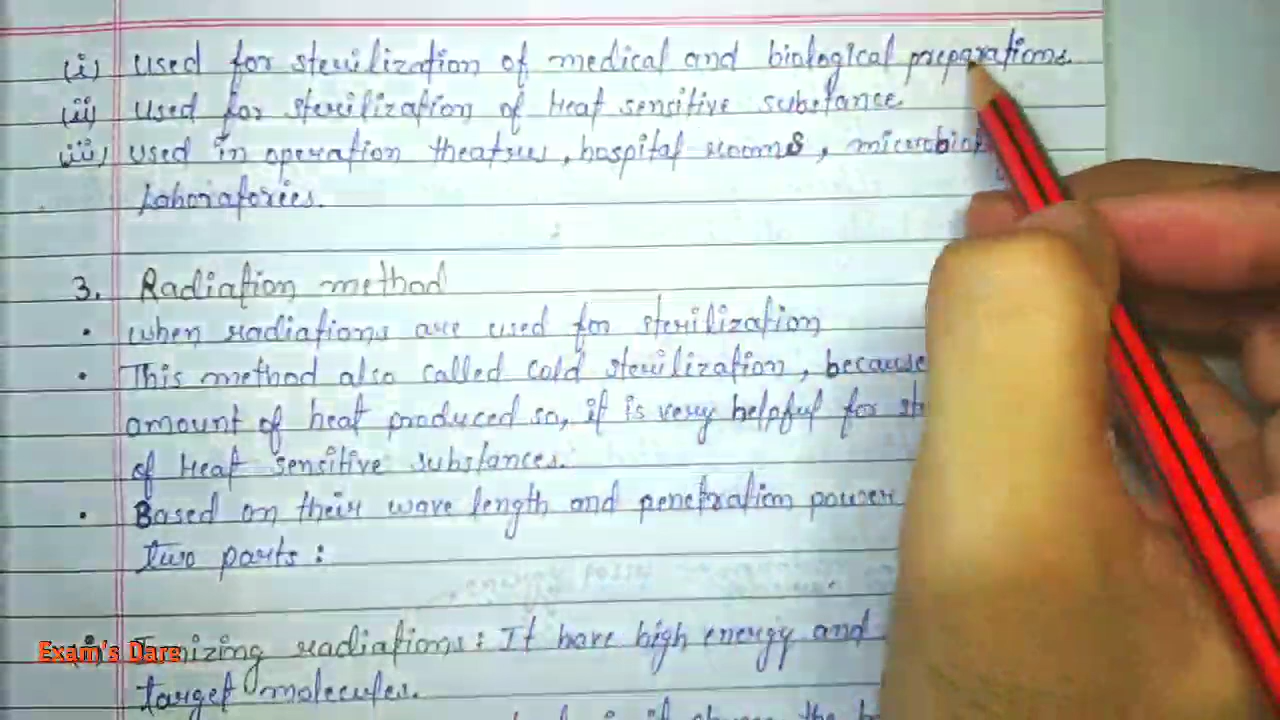 (i) used for sterilization of medical and biological preparations
(ii) used for sterilization of Heat sensitive substance
(iii) used in operation theatres, hospital rooms,
Laboratories.
3. Radiation method
• when radiations are used for sterilization
• This method also called cold sterilization, because
amount of heat produced so, it is very helpful for
of Heat sensitive substances.
• Based on their wave length and penetration power
two parts:
radiations: It have high energy and
target molecules.
Exam's Dare